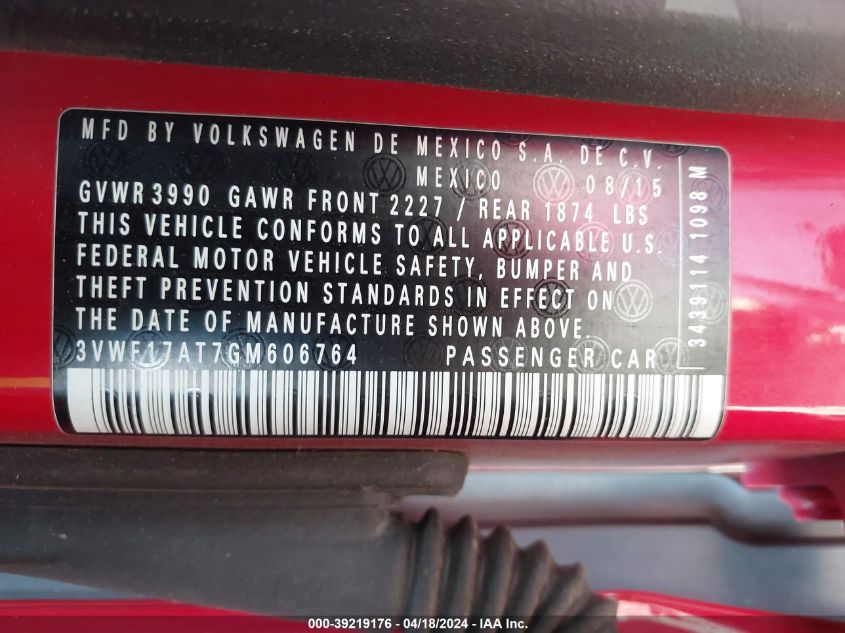 MFD BY VOLKSWAGEN DE MEXICO S.A. DE C.V.
MEXICO 08/15
GVWR 3990 GAWR FRONT 2227 / REAR 1874 LBS
THIS VEHICLE CONFORMS TO ALL APPLICABLE U.S.
FEDERAL MOTOR VEHICLE SAFETY, BUMPER AND
THEFT PREVENTION STANDARDS IN EFFECT ON
THE DATE OF MANUFACTURE SHOWN ABOVE.
3VWF17AT7GM606764 PASSENGER CAR
3439114 1098 M
000-39219176 - 04/18/2024 - IAA Inc.